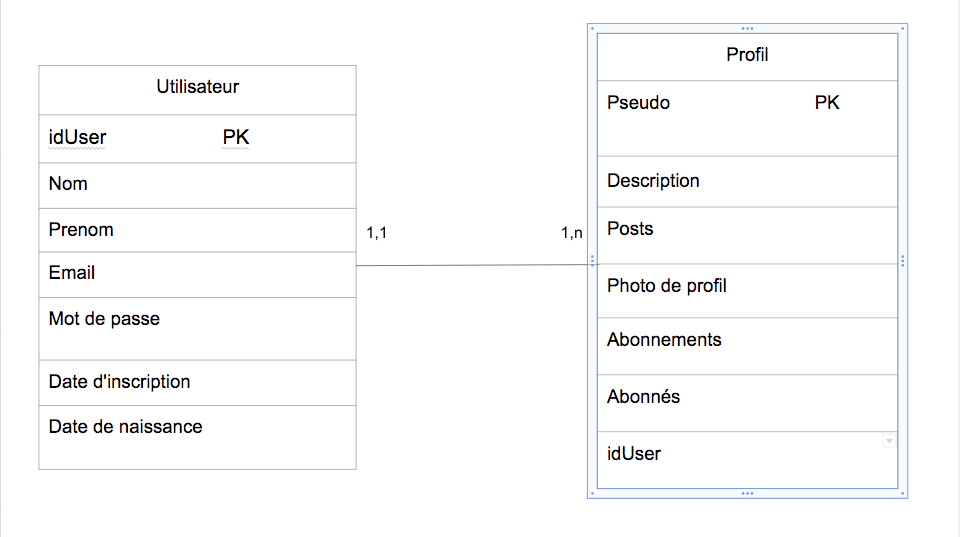 Utilisateur
idUser PK
Nom
Prenom
Email
Mot de passe
Date d'inscription
Date de naissance
1,1
1,n
Profil
Pseudo PK
Description
Posts
Photo de profil
Abonnements
Abonnés
idUser